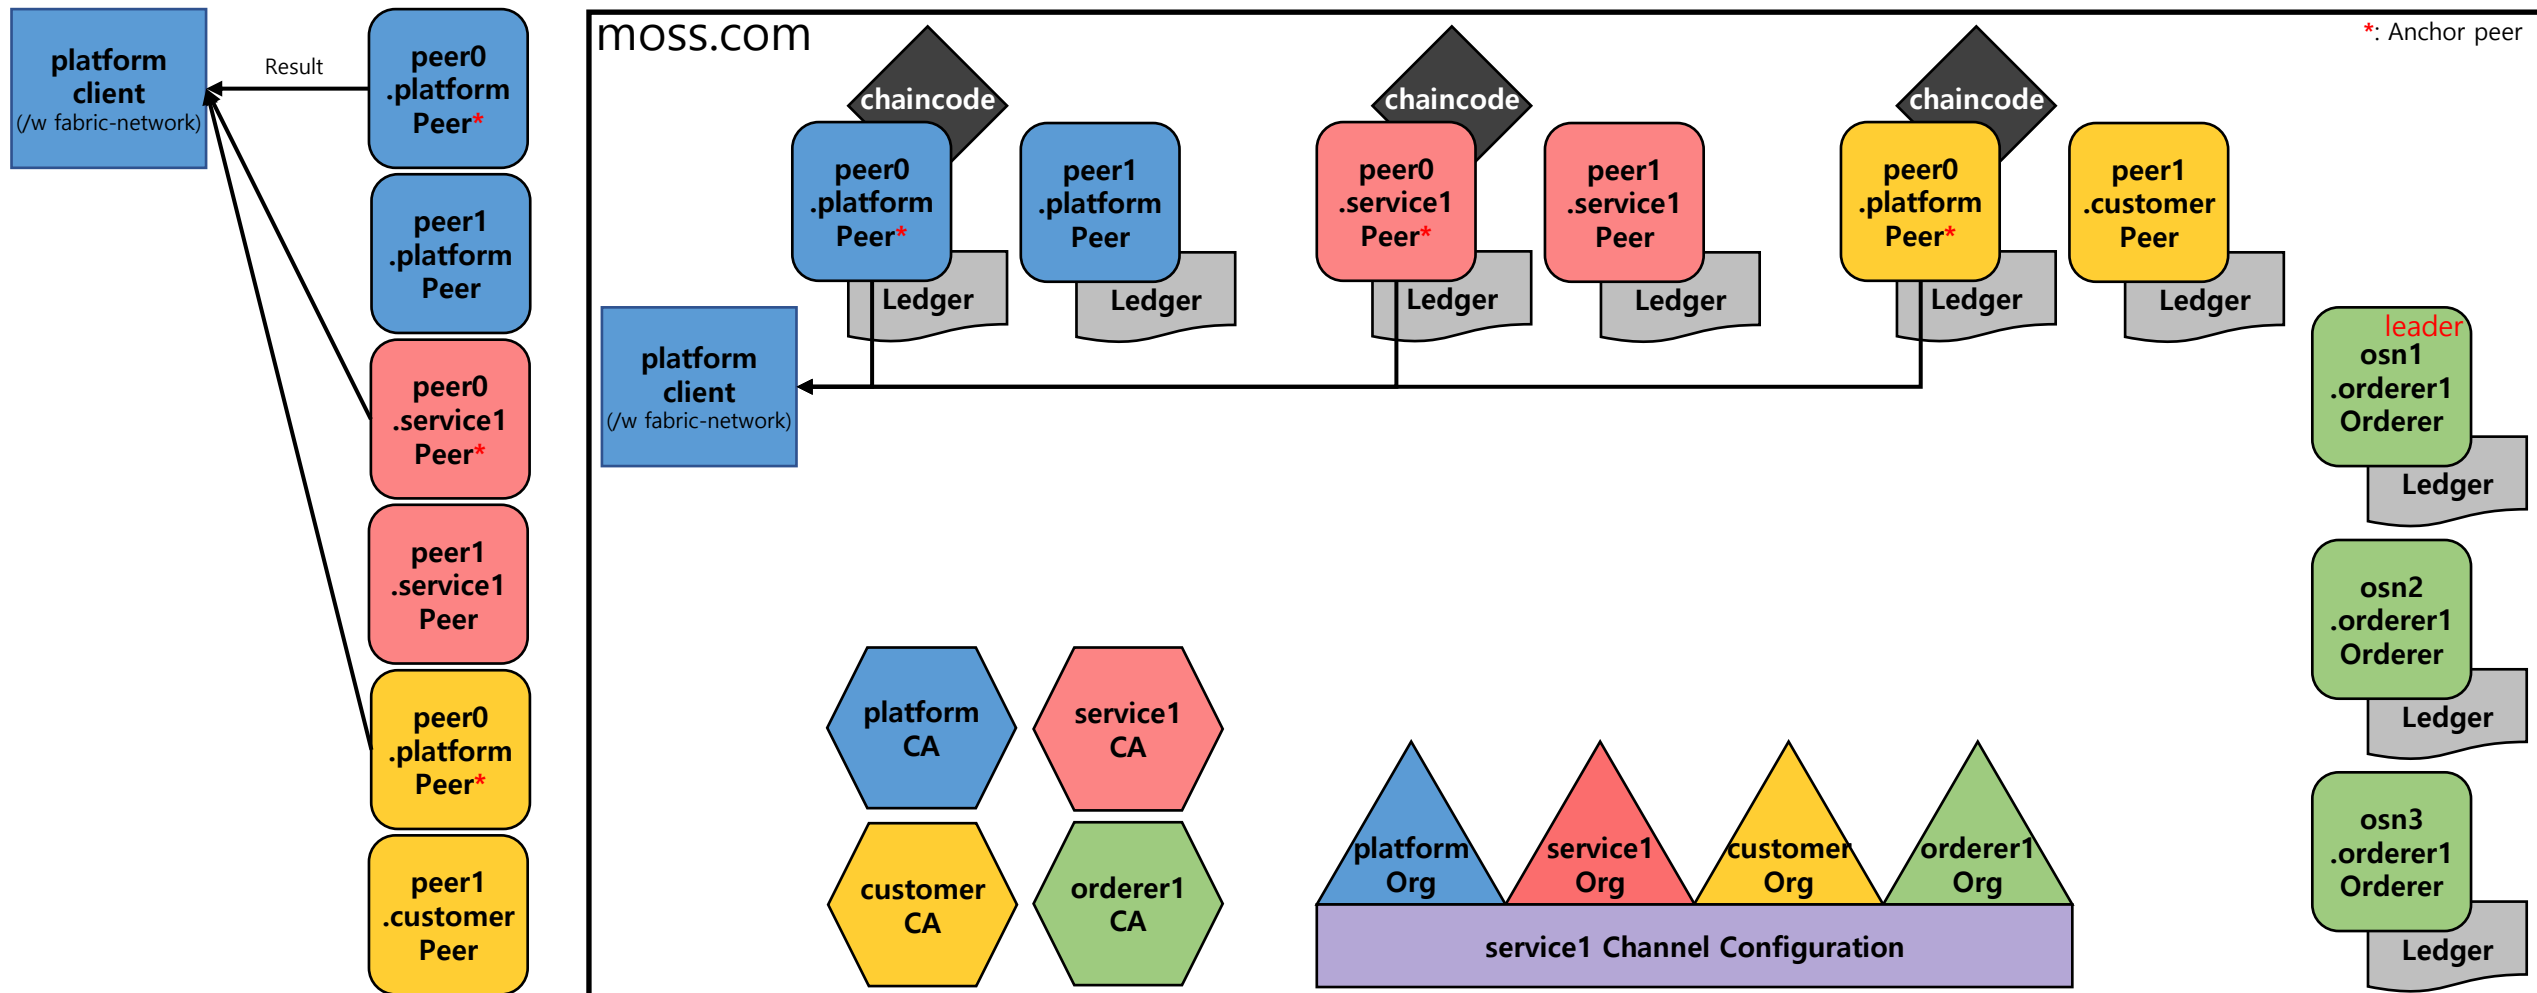 platform
client
(/w fabric-network)
Result
peer0
.platform
Peer*
peer1
.platform
Peer
peer0
.service1
Peer*
peer1
.service1
Peer
peer0
.platform
Peer*
peer1
.customer
Peer
moss.com
*: Anchor peer
chaincode
peer0
.platform
Peer*
Ledger
peer1
.platform
Peer
Ledger
chaincode
peer0
.service1
Peer*
Ledger
peer1
.service1
Peer
Ledger
chaincode
peer0
.platform
Peer*
Ledger
peer1
.customer
Peer
Ledger
platform
client
(/w fabric-network)
leader
osn1
.orderer1
Orderer
Ledger
osn2
.orderer1
Orderer
Ledger
osn3
.orderer1
Orderer
Ledger
platform
CA
service1
CA
customer
CA
orderer1
CA
platform
Org
service1
Org
customer
Org
orderer1
Org
service1 Channel Configuration